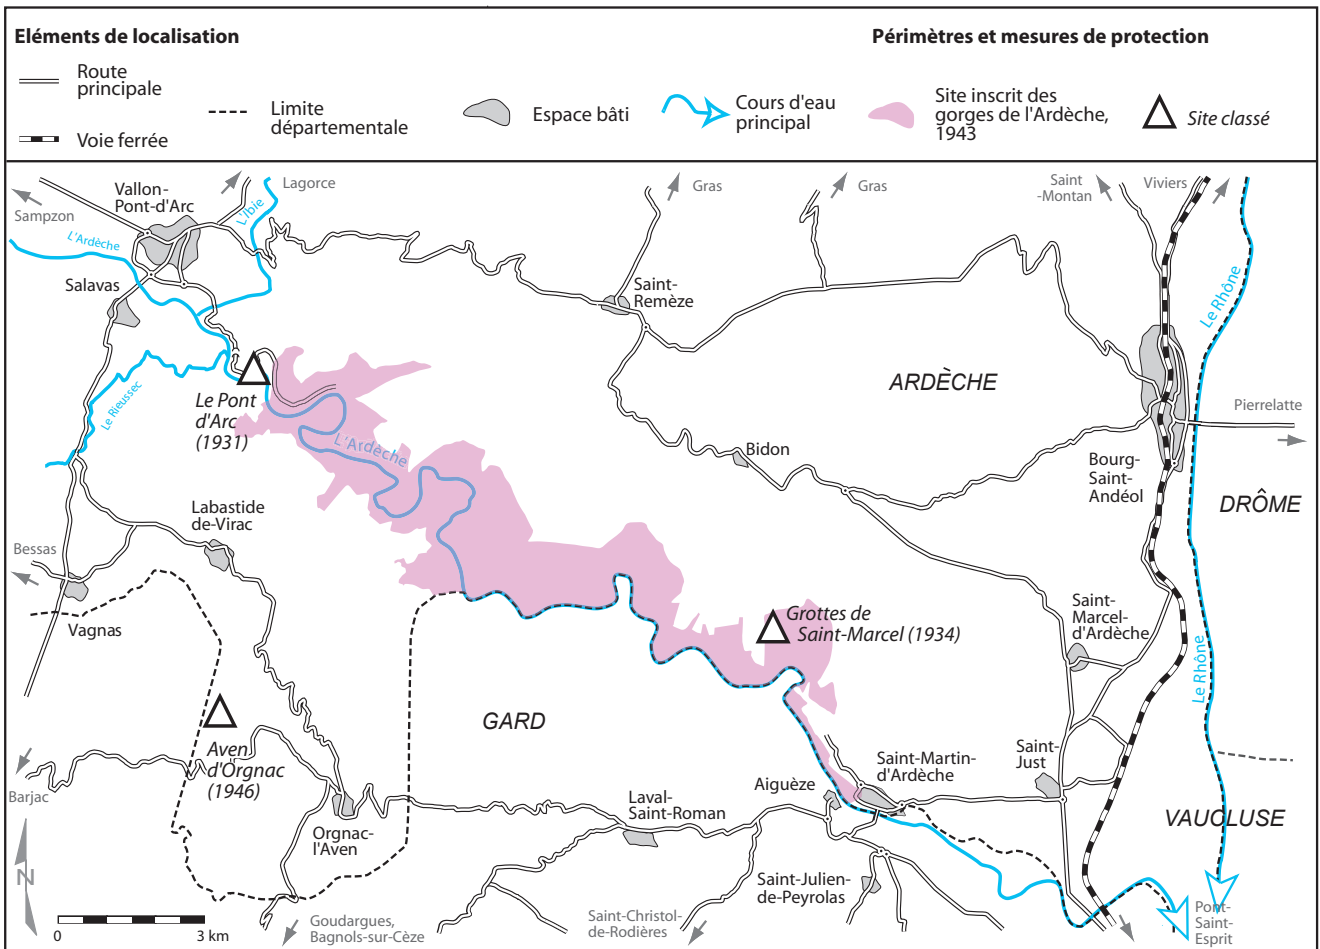 Eléments de localisation
Périmètres et mesures de protection
Route
principale
Voie ferrée
Limite
départementale
Espace bâti
Cours d'eau
principal
Site inscrit des
gorges de l'Ardèche,
1943
Site classé
Sampzon
Vallon-
Pont-d'Arc
Lagorce
L'Ibie
L'Ardèche
Salavas
Gras
Gras
Saint
-Montan
Viviers
Saint-
Remèze
Le Rhône
Le Rieussec
Le Pont
d'Arc
(1931)
L'Ardèche
ARDÈCHE
Pierrelatte
Bidon
Bourg-
Saint-
Andéol
DRÔME
Labastide
de-Virac
Bessas
Vagnas
Grottes de
Saint-Marcel (1934)
Saint-
Marcel-
d'Ardèche
Le Rhône
GARD
Aven
d'Orgnac
(1946)
Barjac
Orgnac-
l'Aven
Laval-
Saint-Roman
Aiguèze
Saint-Martin-
d'Ardèche
Saint-
Just
VAUCLUSE
Saint-Julien-
de-Peyrolas
Goudargues,
Bagnols-sur-Cèze
Saint-Christol-
de-Rodières
Pont-
Saint-
Esprit
N
0
3 km